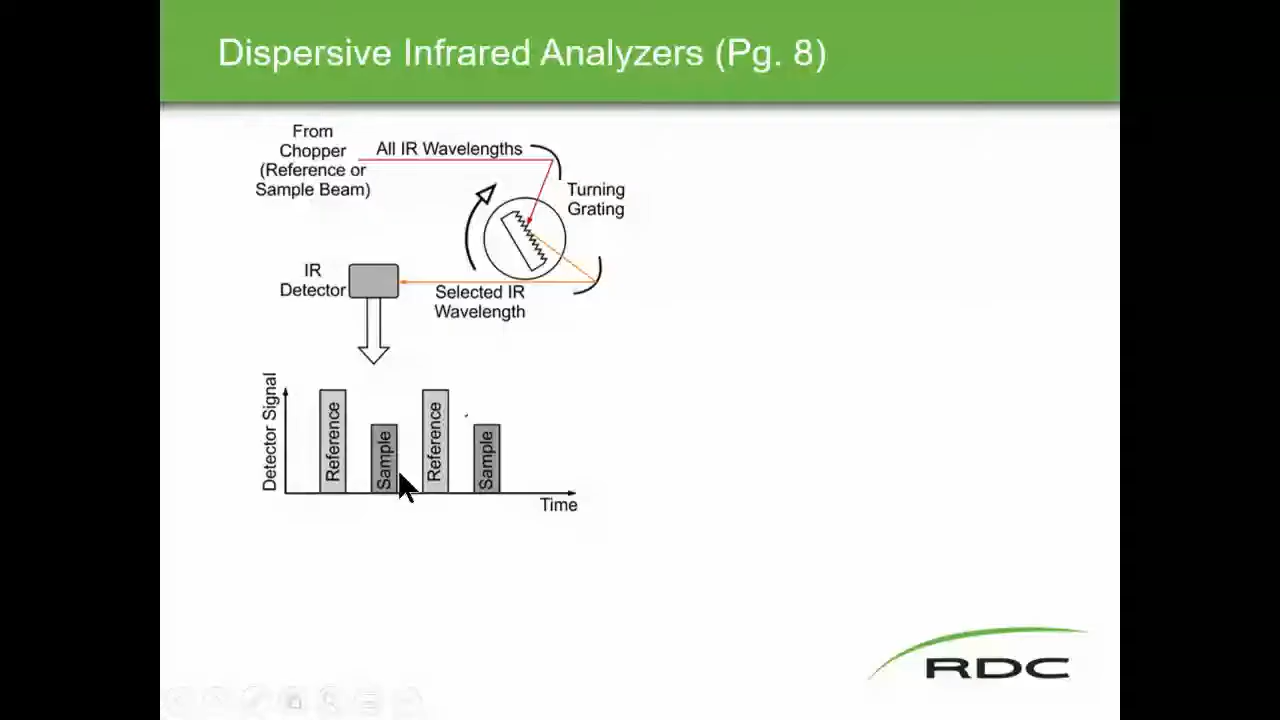 Dispersive Infrared Analyzers (Pg. 8)
From
Chopper
(Reference or
Sample Beam)
All IR Wavelengths
Turning
Grating
IR
Detector
Selected IR
Wavelength
Detector Signal
Reference
Sample
Reference
Sample
Time
RDC